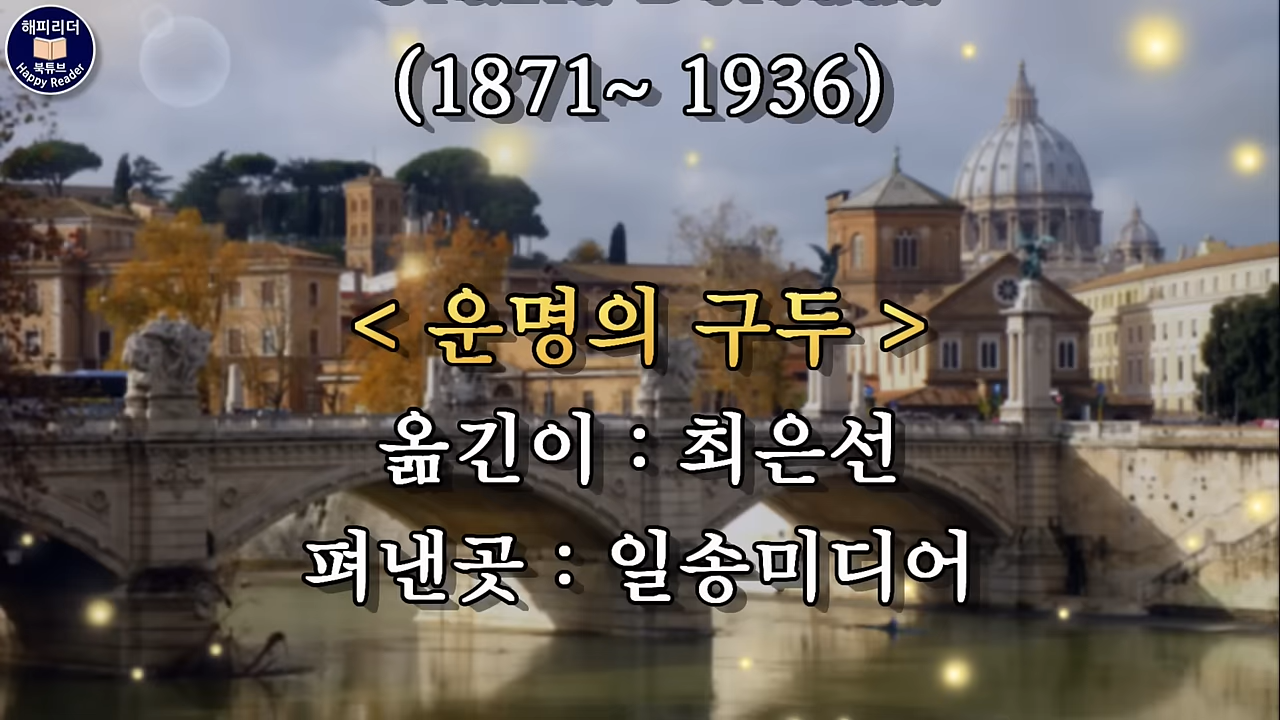 해피리더
북튜브
Happy Reader
(1871~ 1936)
< 운명의 구두 >
옮긴이 : 최은선
펴낸곳 : 일송미디어